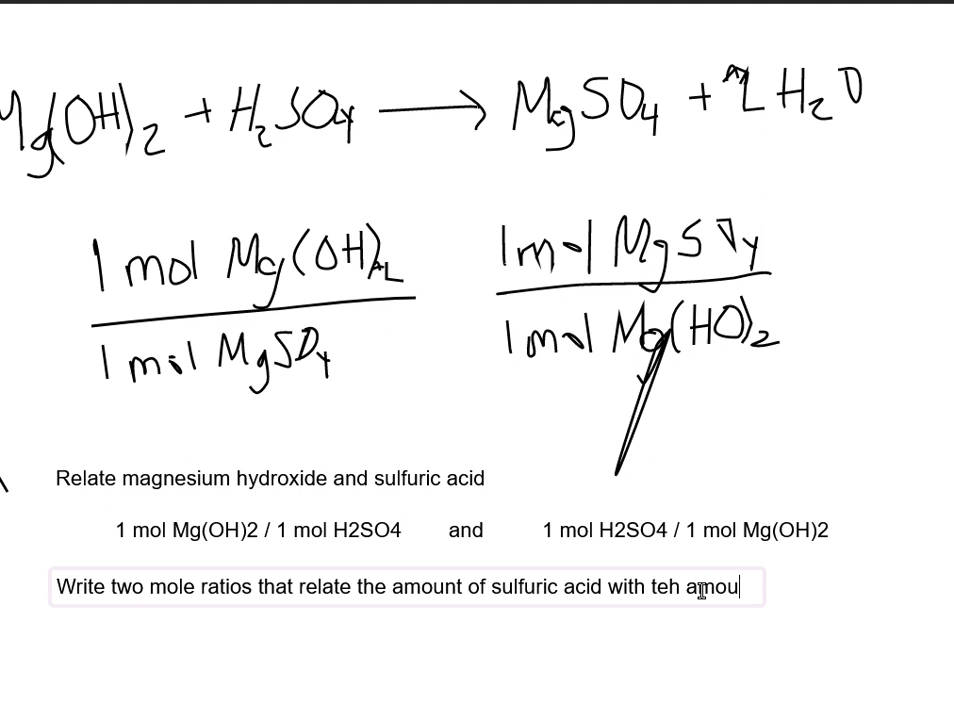 Mg(OH)2 + H2SO4 → MgSO4 + 2 H2O
1 mol Mg(OH)2
1 mol MgSO4
1 mol MgSO4
1 mol Mg(HO)2
Relate magnesium hydroxide and sulfuric acid
1 mol Mg(OH)2 / 1 mol H2SO4 and 1 mol H2SO4 / 1 mol Mg(OH)2
Write two mole ratios that relate the amount of sulfuric acid with teh amou